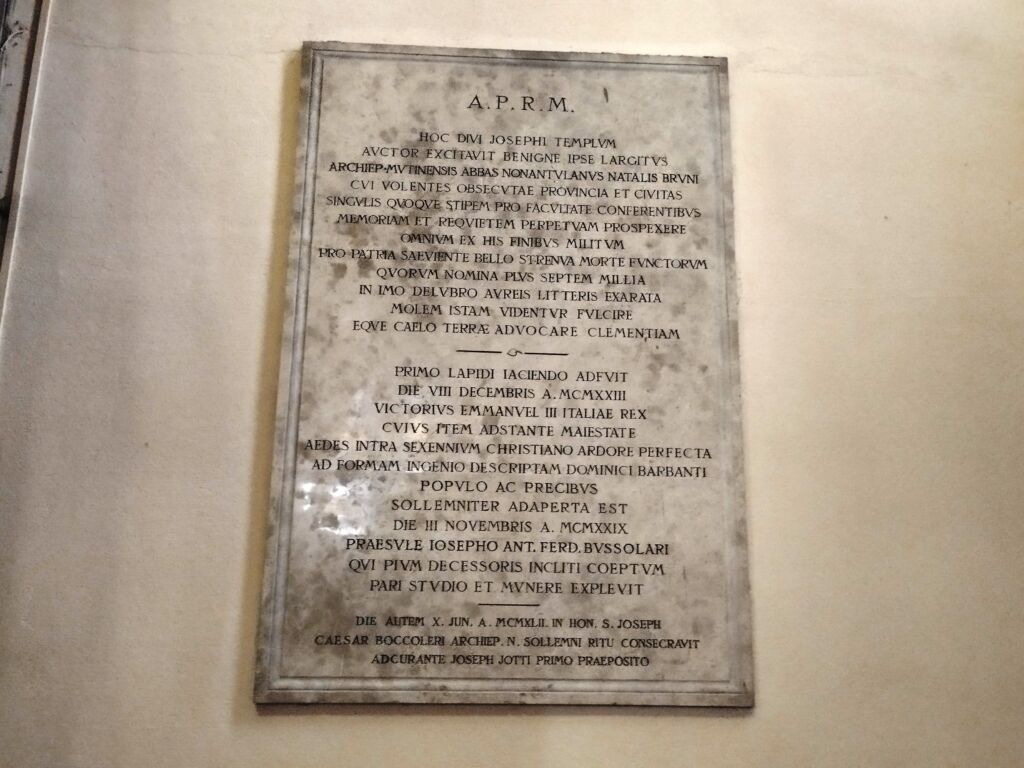 A.P.R.M.
HOC DIVI JOSEPHI TEMPLVM
AVCTOR EXCITAVIT BENIGNE IPSE LARGITVS
ARCHIEP·MVTINENSIS ABBAS NONANTVLANVS NATALIS BRVNI
CVI VOLENTES OBSECVTAE PROVINCIA ET CIVITAS
SINGVLIS QVOQVE STIPEM PRO FACVLTATE CONFERENTIBVS
MEMORIAM ET REQVIETEM PERPETVAM PROSPEXERE
OMNIVM EX HIS FINIBVS MILITVM
PRO PATRIA SAEVIENTE BELLO STRENVA MORTE FVNCTORVM
QVORVM NOMINA PLVS SEPTEM MILLIA
IN IMO DELVBRO AVREIS LITTERIS EXARATA
MOLEM ISTAM VIDENTVR FVLCIRE
EQVE CAELO TERRÆ ADVOCARE CLEMENTIAM
PRIMO LAPIDI IACIENDO ADFVIT
DIE VIII DECEMBRIS A. MCMXXIII
VICTORIVS EMMANVEL III ITALIAE REX
CVIVS ITEM ADSTANTE MAIESTATE
AEDES INTRA SEXENNIVM CHRISTIANO ARDORE PERFECTA
AD FORMAM INGENIO DESCRIPTAM DOMINICI BARBANTI
POPVLO AC PRECIBVS
SOLLEMNITER ADAPERTA EST
DIE III NOVEMBRIS A. MCMXXIX
PRAESVLE IOSEPHO ANT. FERD. BVSSOLARI
QVI PIVM DECESSORIS INCLITI COEPTVM
PARI STVDIO ET MVNERE EXPLEVIT
DIE AUTEM X. JUN. A. MCMXLII. IN HON. S. JOSEPH
CAESAR BOCCOLERI ARCHIEP. N. SOLLEMNI RITU CONSECRAVIT
ADCURANTE JOSEPH JOTTI PRIMO PRAEPOSITO